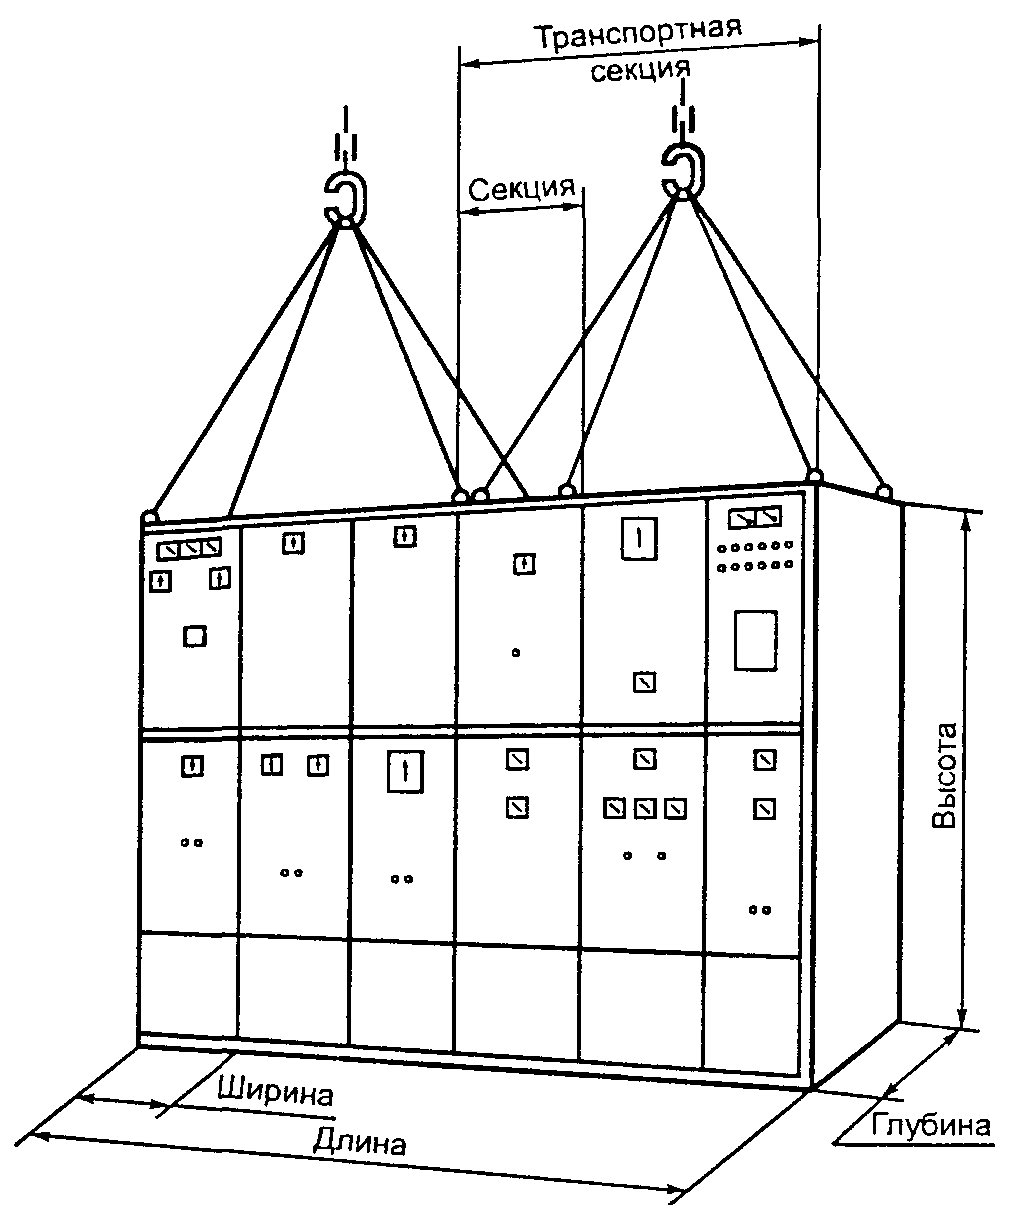 Транспортная
секция
Секция
Высота
Ширина
Длина
Глубина